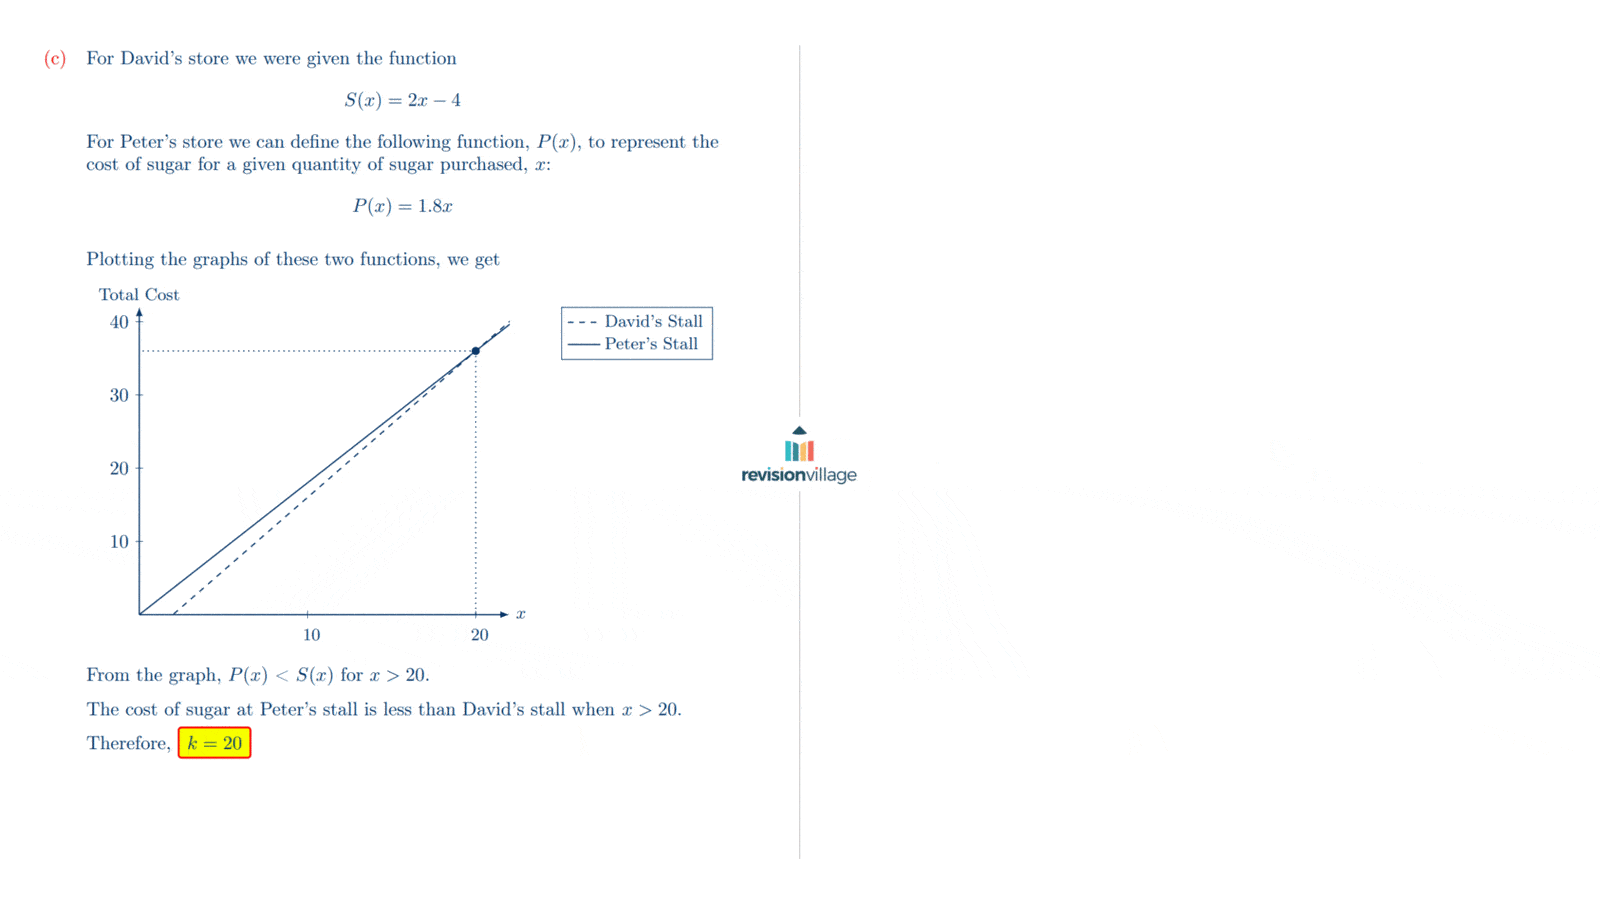 (c) For David's store we were given the function
S(x) = 2x − 4
For Peter's store we can define the following function, P(x), to represent the
cost of sugar for a given quantity of sugar purchased, x:
P(x) = 1.8x
Plotting the graphs of these two functions, we get
Total Cost
40
30
20
10
10
20
x
David's Stall
Peter's Stall
From the graph, P(x) < S(x) for x > 20.
The cost of sugar at Peter's stall is less than David's stall when x > 20.
Therefore, k = 20
revisionvillage